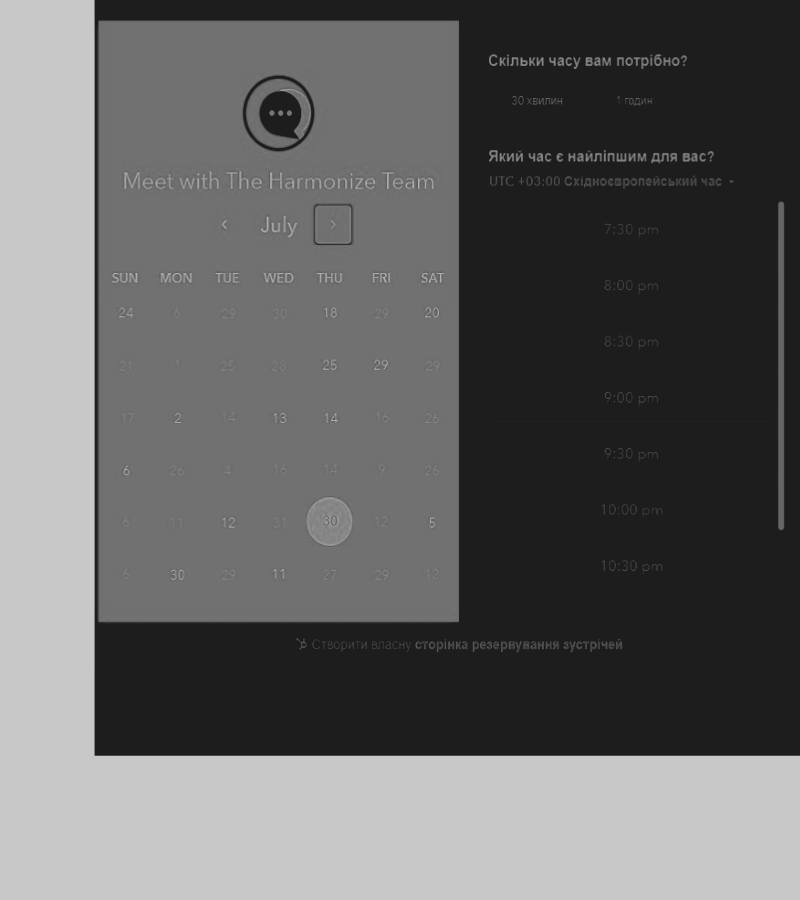 Meet with The Harmonize Team
July
SUN MON TUE WED THU FRI SAT
24 6 29 30 18 29 20
21 1 25 28 25 29 29
17 2 14 13 14 16 26
6 26 4 16 14 9 26
6 11 12 31 30 12 5
6 30 29 11 27 29 12
Скільки часу вам потрібно?
30 хвилин 1 годин
Який час є найліпшим для вас?
UTC +03:00 Східноєвропейський час
7:30 pm
8:00 pm
8:30 pm
9:00 pm
9:30 pm
10:00 pm
10:30 pm
Створити власну сторінка резервування зустрічей